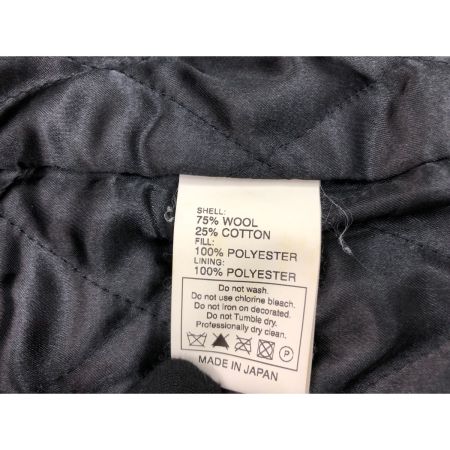 SHELL:
75% WOOL
25% COTTON
FILL:
100% POLYESTER
LINING:
100% POLYESTER
Do not wash.
Do not use chlorine bleach.
Do not iron on decorated.
Do not Tumble dry.
Professionally dry clean.
P
MADE IN JAPAN